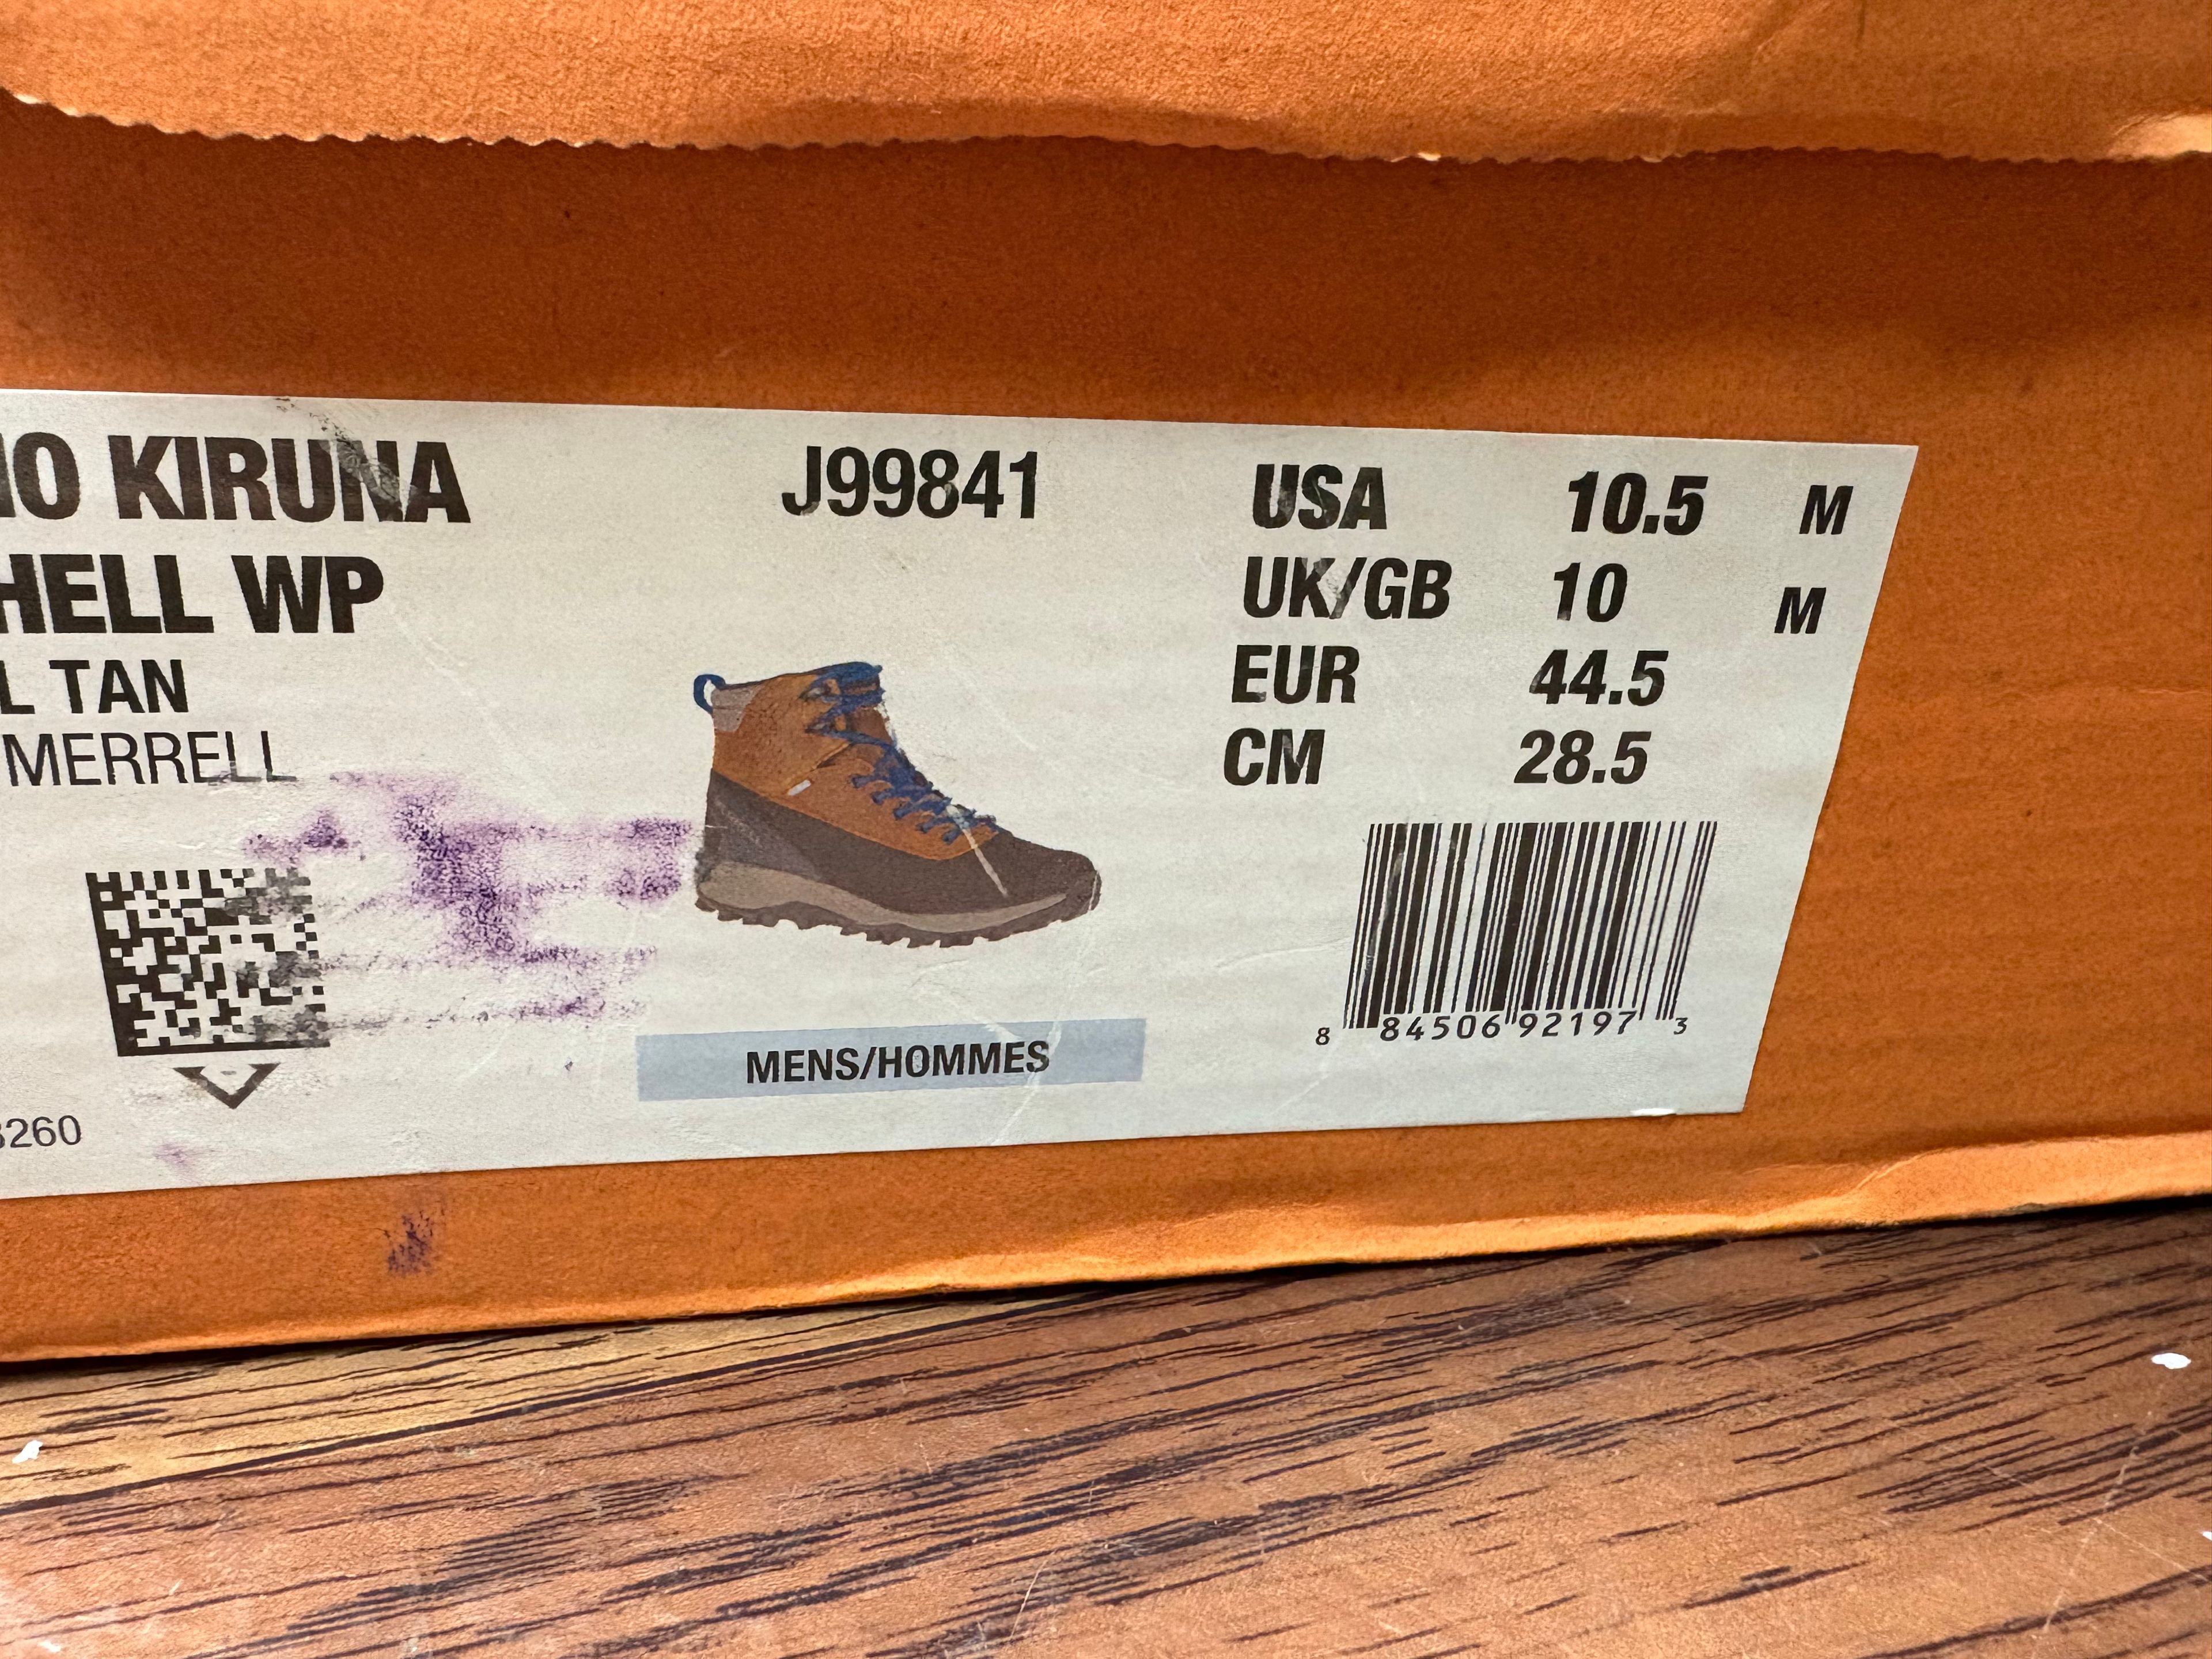 IO KIRUNA
HELL WP
L TAN
MERRELL
3260
J99841
MENS/HOMMES
USA 10.5 M
UK/GB 10 M
EUR 44.5
CM 28.5
8 84506 92197 3